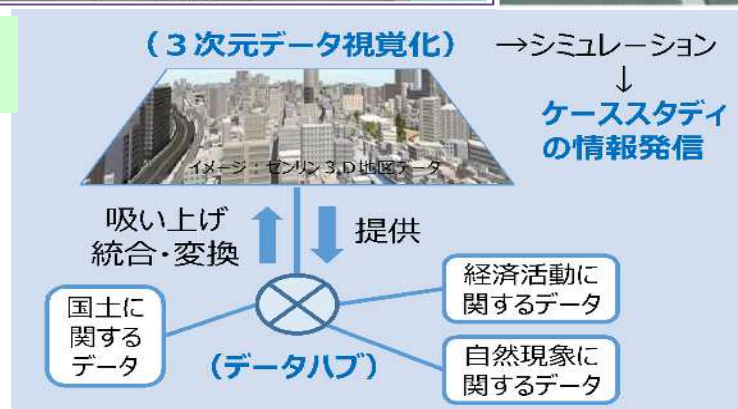 （３次元データ視覚化）
→シミュレーション
↓
ケーススタディ
の情報発信
イメージ：ゼンリン３Ｄ地図データ
吸い上げ
統合・変換
提供
国土に
関する
データ
（データハブ）
経済活動に
関するデータ
自然現象に
関するデータ